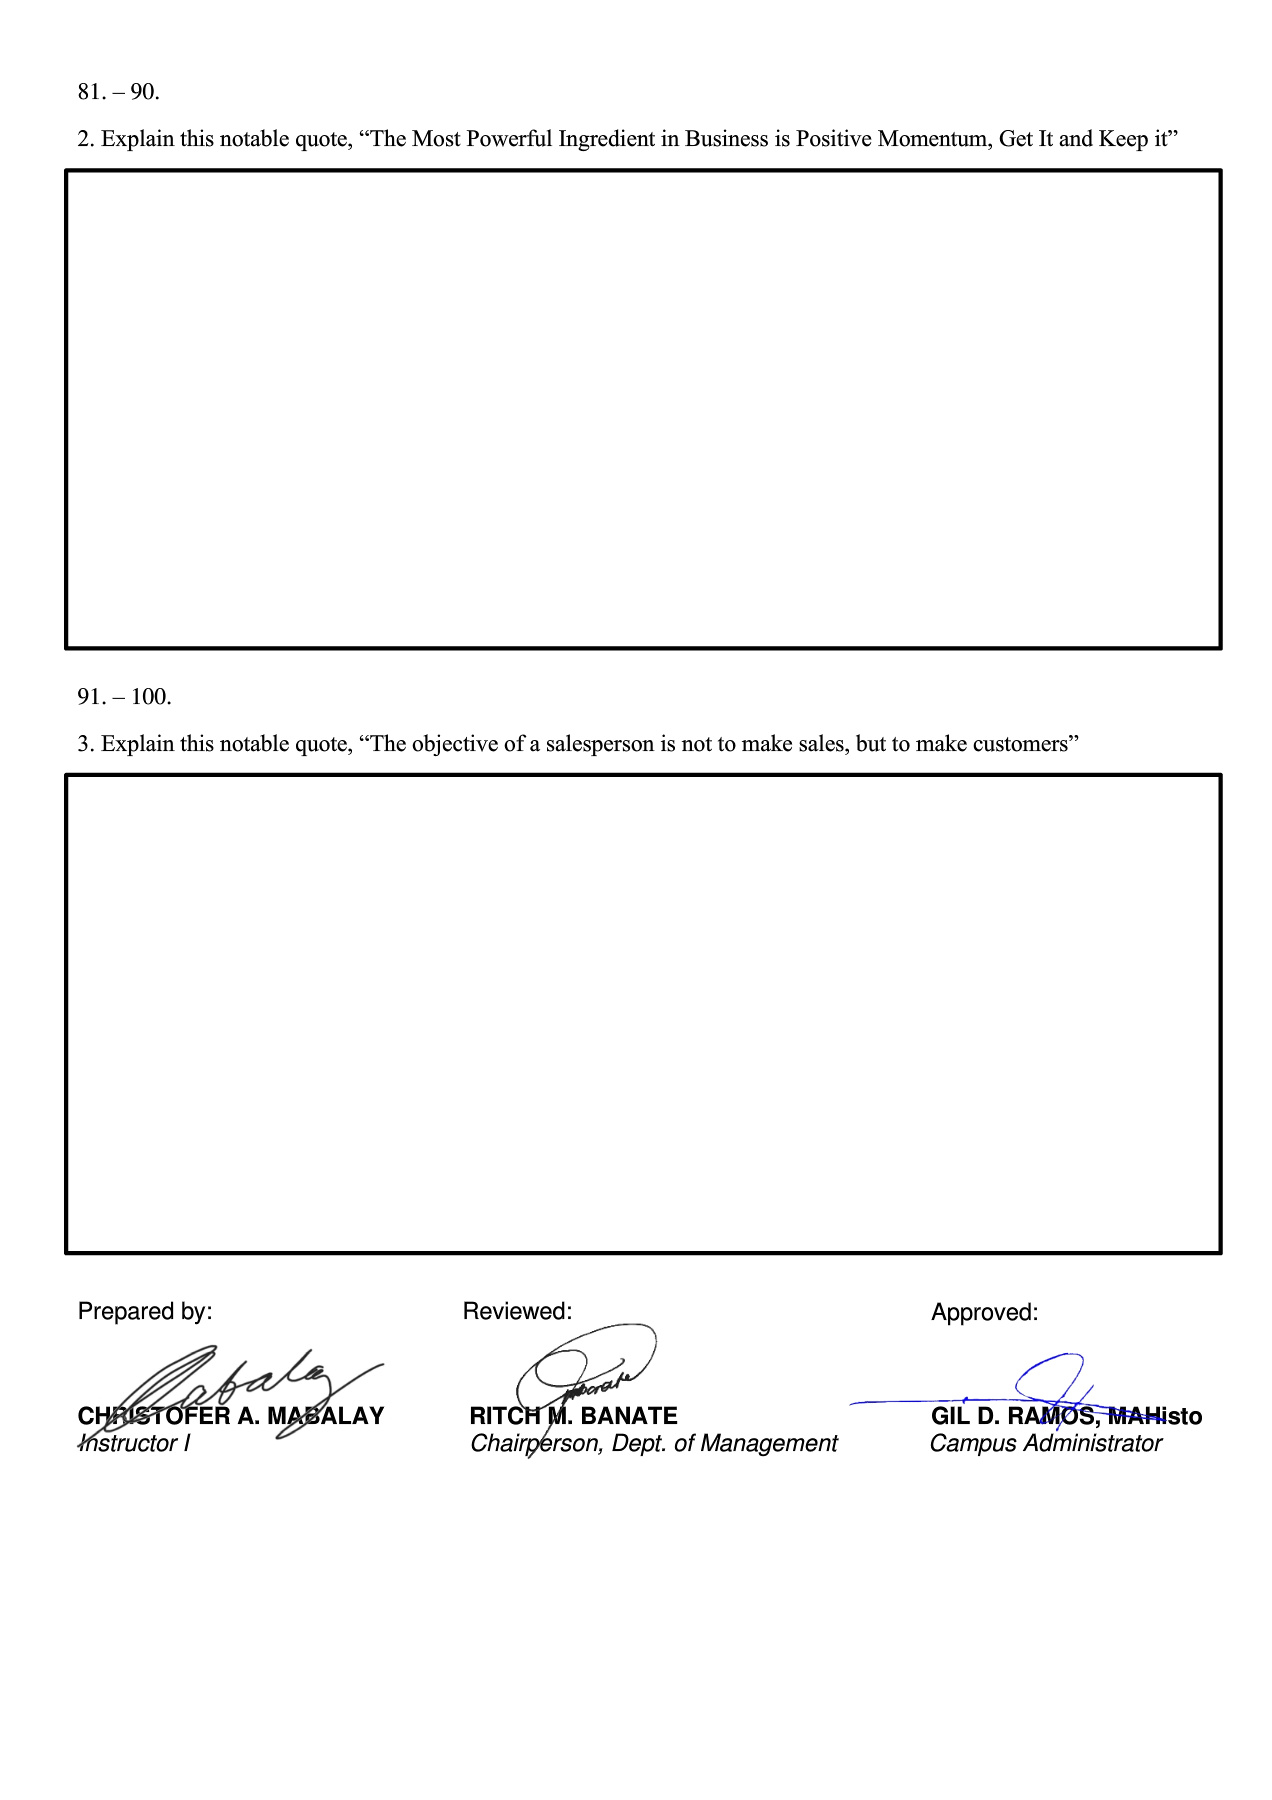 81. – 90.
2. Explain this notable quote, “The Most Powerful Ingredient in Business is Positive Momentum, Get It and Keep it”
91. – 100.
3. Explain this notable quote, “The objective of a salesperson is not to make sales, but to make customers”
Prepared by: Reviewed: Approved:
CHRISTOFER A. MABALAY RITCH M. BANATE GIL D. RAMOS, MAHisto
Instructor I Chairperson, Dept. of Management Campus Administrator